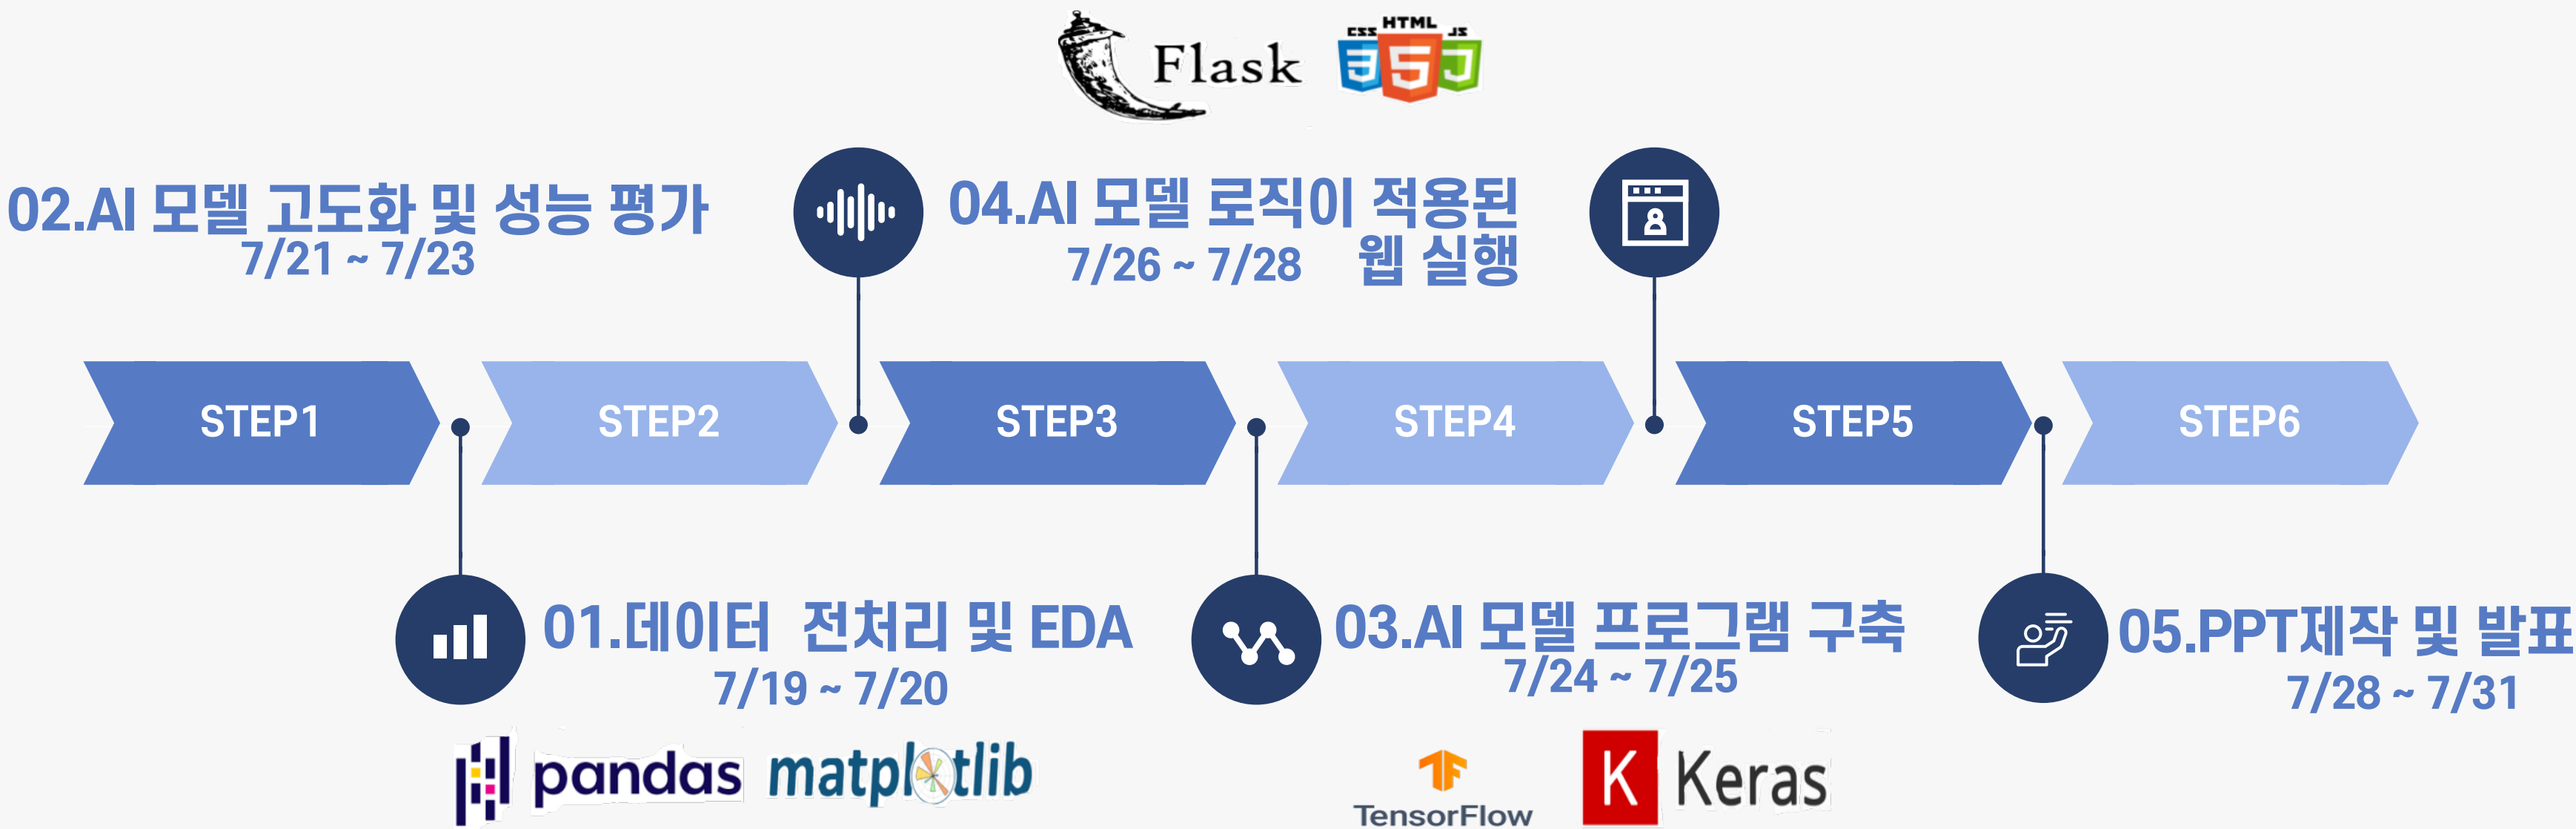 Flask
CSS HTML JS
02.AI 모델 고도화 및 성능 평가
7/21 ~ 7/23
04.AI 모델 로직이 적용된
7/26 ~ 7/28 웹 실행
STEP1
STEP2
STEP3
STEP4
STEP5
STEP6
01.데이터 전처리 및 EDA
7/19 ~ 7/20
03.AI 모델 프로그램 구축
7/24 ~ 7/25
05.PPT제작 및 발표
7/28 ~ 7/31
pandas
matplotlib
TensorFlow
K Keras